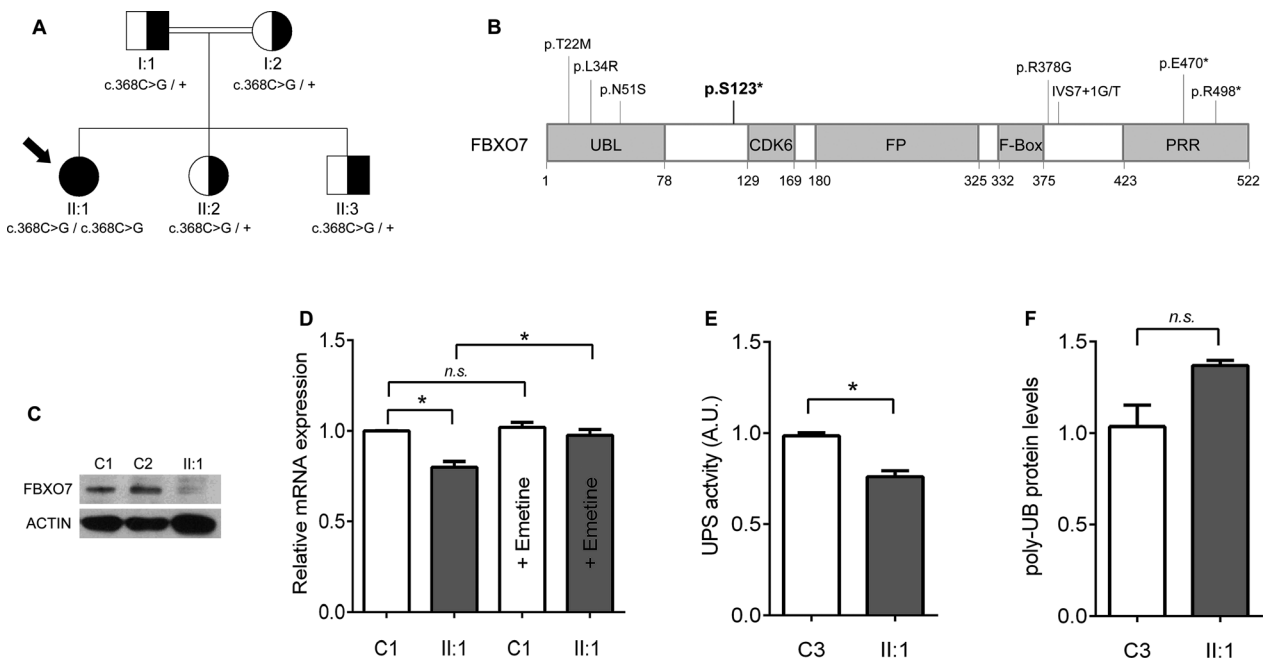 A
I:1
I:2
c.368C>G / +
c.368C>G / +
II:1
II:2
II:3
c.368C>G / c.368C>G
c.368C>G / +
c.368C>G / +
B
p.T22M
p.L34R
p.N51S
p.S123*
p.R378G
IVS7+1G/T
p.E470*
p.R498*
FBXO7
UBL
CDK6
FP
F-Box
PRR
1
78
129
169
180
325
332
375
423
522
C
C1
C2
II:1
FBXO7
ACTIN
D
Relative mRNA expression
1.5
1.0
0.5
0.0
*
n.s.
*
+ Emetine
+ Emetine
C1
II:1
C1
II:1
E
UPS actvity (A.U.)
1.5
1.0
0.5
0.0
*
C3
II:1
F
poly-UB protein levels
1.5
1.0
0.5
0.0
n.s.
C3
II:1